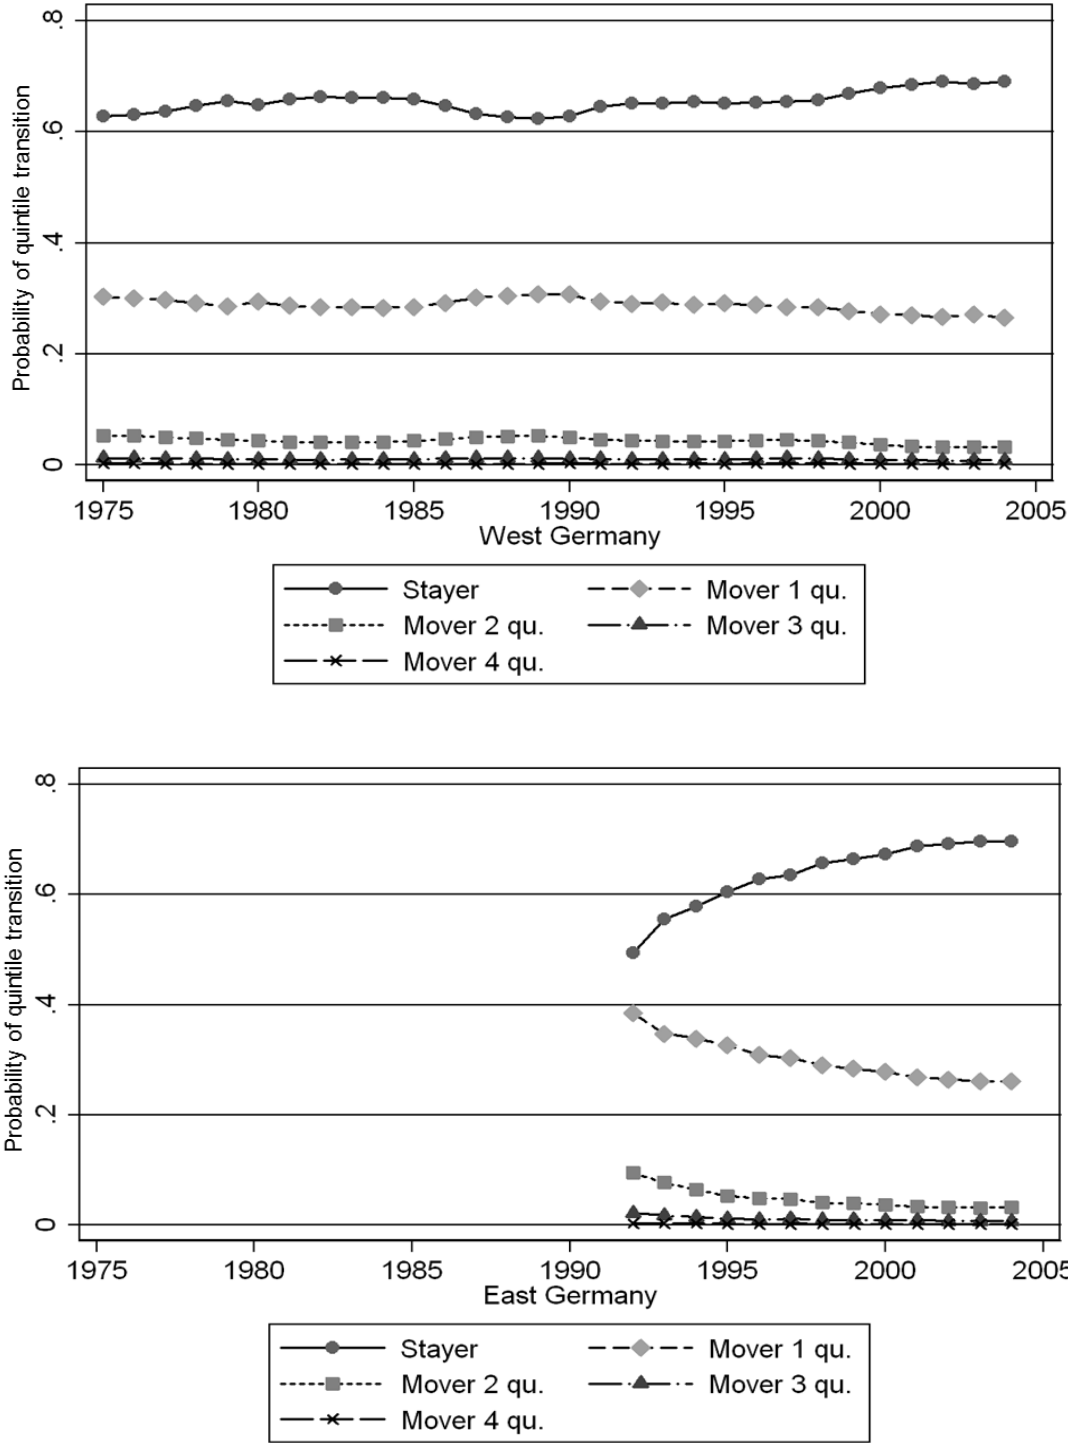 Probability of quintile transition
.8
.6
.4
.2
0
1975 1980 1985 1990 1995 2000 2005
West Germany
Stayer Mover 1 qu.
Mover 2 qu. Mover 3 qu.
Mover 4 qu.
Probability of quintile transition
.8
.6
.4
.2
0
1975 1980 1985 1990 1995 2000 2005
East Germany
Stayer Mover 1 qu.
Mover 2 qu. Mover 3 qu.
Mover 4 qu.